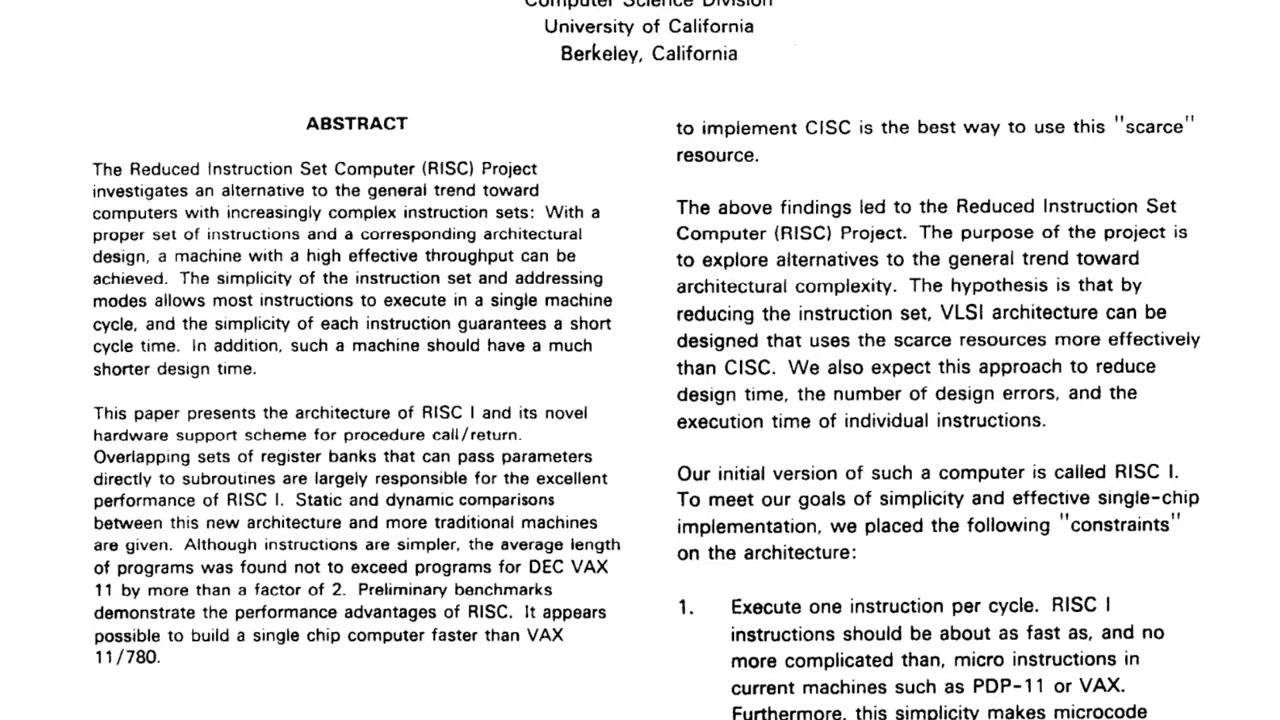 Computer Science Division
University of California
Berkeley, California
ABSTRACT
The Reduced Instruction Set Computer (RISC) Project
investigates an alternative to the general trend toward
computers with increasingly complex instruction sets: With a
proper set of instructions and a corresponding architectural
design, a machine with a high effective throughput can be
achieved. The simplicity of the instruction set and addressing
modes allows most instructions to execute in a single machine
cycle, and the simplicity of each instruction guarantees a short
cycle time. In addition, such a machine should have a much
shorter design time.
This paper presents the architecture of RISC I and its novel
hardware support scheme for procedure call/return.
Overlapping sets of register banks that can pass parameters
directly to subroutines are largely responsible for the excellent
performance of RISC I. Static and dynamic comparisons
between this new architecture and more traditional machines
are given. Although instructions are simpler, the average length
of programs was found not to exceed programs for DEC VAX
11 by more than a factor of 2. Preliminary benchmarks
demonstrate the performance advantages of RISC. It appears
possible to build a single chip computer faster than VAX
11/780.
to implement CISC is the best way to use this "scarce"
resource.
The above findings led to the Reduced Instruction Set
Computer (RISC) Project. The purpose of the project is
to explore alternatives to the general trend toward
architectural complexity. The hypothesis is that by
reducing the instruction set, VLSI architecture can be
designed that uses the scarce resources more effectively
than CISC. We also expect this approach to reduce
design time, the number of design errors, and the
execution time of individual instructions.
Our initial version of such a computer is called RISC I.
To meet our goals of simplicity and effective single-chip
implementation, we placed the following "constraints"
on the architecture:
1. Execute one instruction per cycle. RISC I
instructions should be about as fast as, and no
more complicated than, micro instructions in
current machines such as PDP-11 or VAX.
Furthermore, this simplicity makes microcode